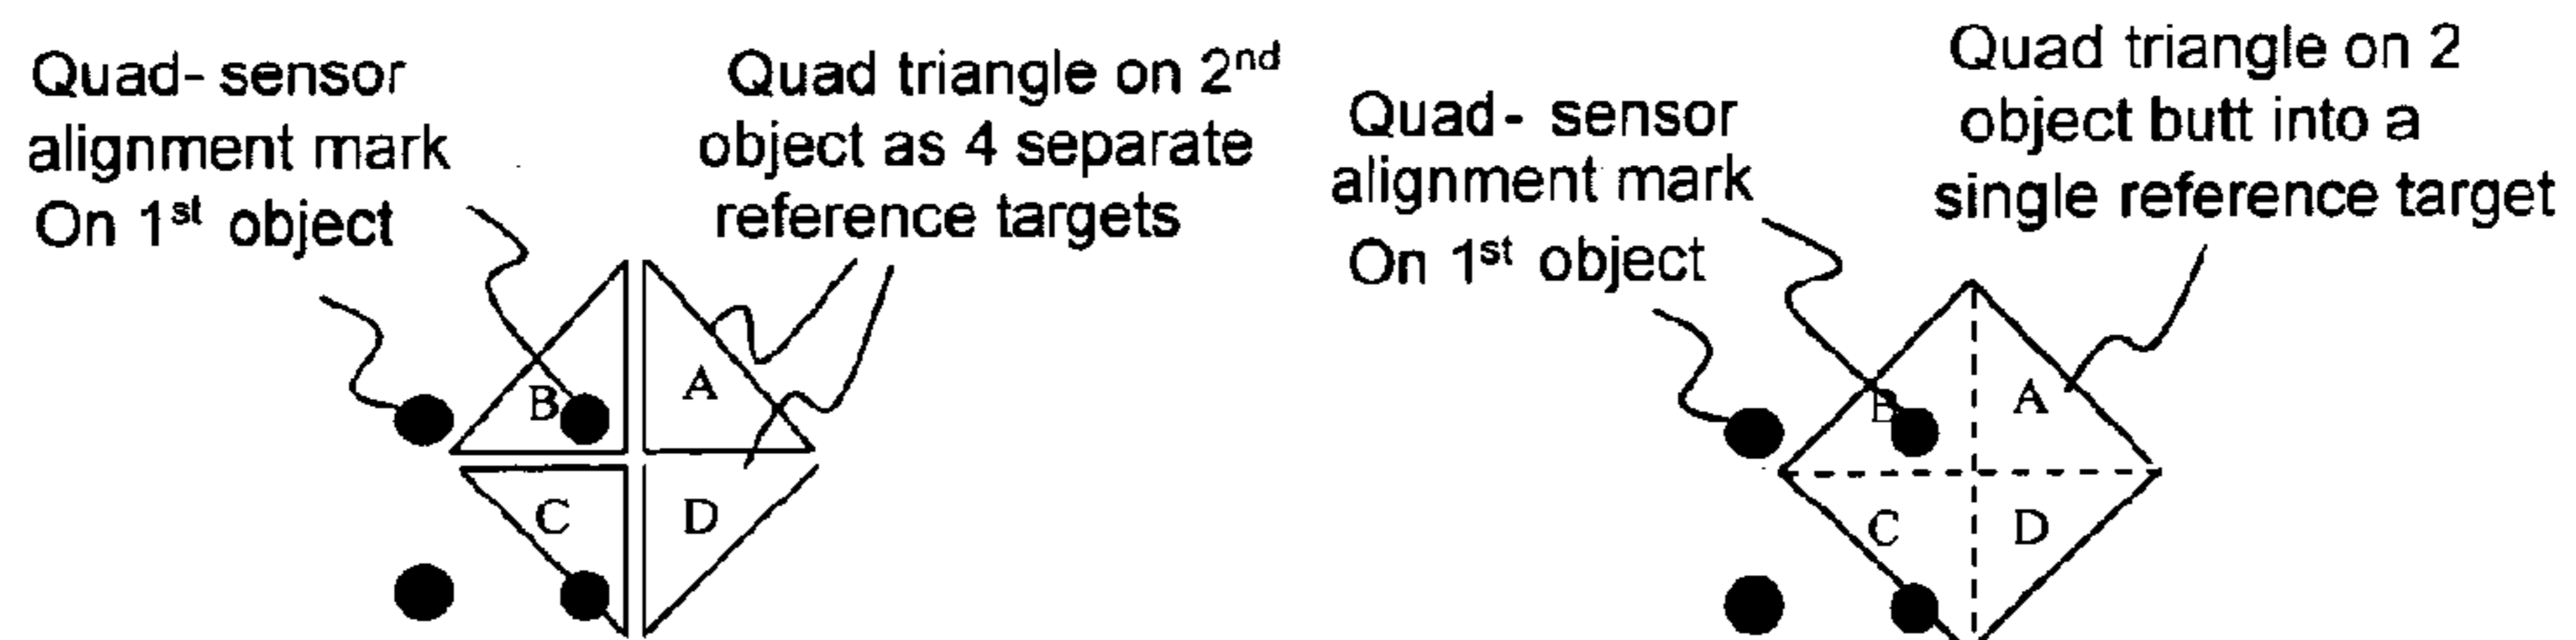 Quad- sensor
alignment mark
On 1st object
Quad triangle on 2nd
object as 4 separate
reference targets
B
A
C
D
Quad- sensor
alignment mark
On 1st object
Quad triangle on 2
object butt into a
single reference target
B
A
C
D